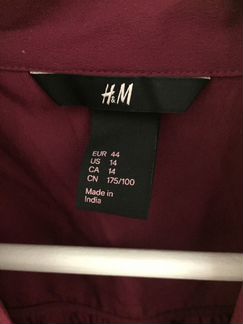 H&M
EUR 44
US 14
CA 14
CN 175/100
Made in
India